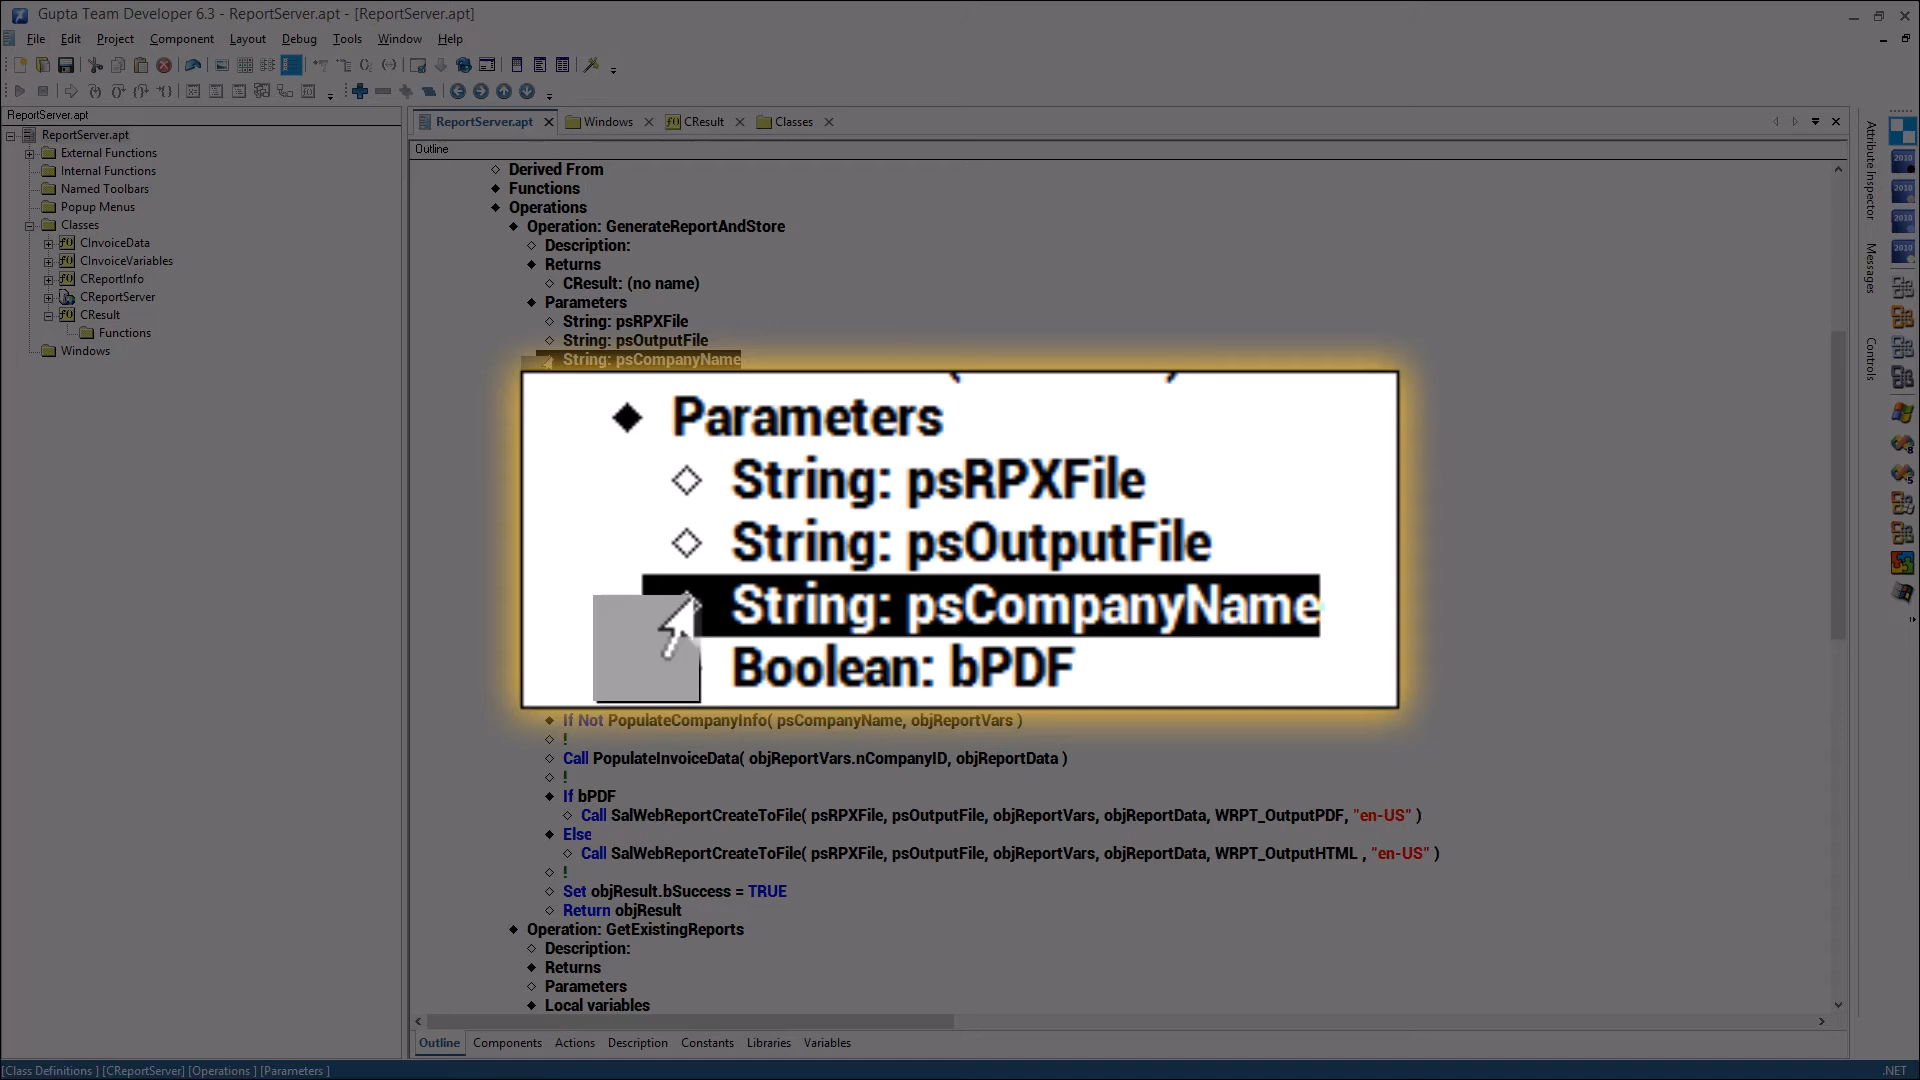 Gupta Team Developer 6.3 - ReportServer.apt - [ReportServer.apt]
File Edit Project Component Layout Debug Tools Window Help
ReportServer.apt
ReportServer.apt
External Functions
Internal Functions
Named Toolbars
Popup Menus
Classes
CInvoiceData
CInvoiceVariables
CReportInfo
CReportServer
CResult
Functions
Windows
ReportServer.apt Windows CResult Classes
Outline
Derived From
Functions
Operations
Operation: GenerateReportAndStore
Description:
Returns
CResult: (no name)
Parameters
String: psRPXFile
String: psOutputFile
String: psCompanyName
Parameters
String: psRPXFile
String: psOutputFile
String: psCompanyName
Boolean: bPDF
If Not PopulateCompanyInfo( psCompanyName, objReportVars )
!
Call PopulateInvoiceData( objReportVars.nCompanyID, objReportData )
!
If bPDF
Call SalWebReportCreateToFile( psRPXFile, psOutputFile, objReportVars, objReportData, WRPT_OutputPDF, "en-US" )
Else
Call SalWebReportCreateToFile( psRPXFile, psOutputFile, objReportVars, objReportData, WRPT_OutputHTML , "en-US" )
!
Set objResult.bSuccess = TRUE
Return objResult
Operation: GetExistingReports
Description:
Returns
Parameters
Local variables
Outline Components Actions Description Constants Libraries Variables
[Class Definitions ] [CReportServer] [Operations ] [Parameters ]
.NET
Attribute Inspector
Messages
Controls
2010
2010
2010
2010